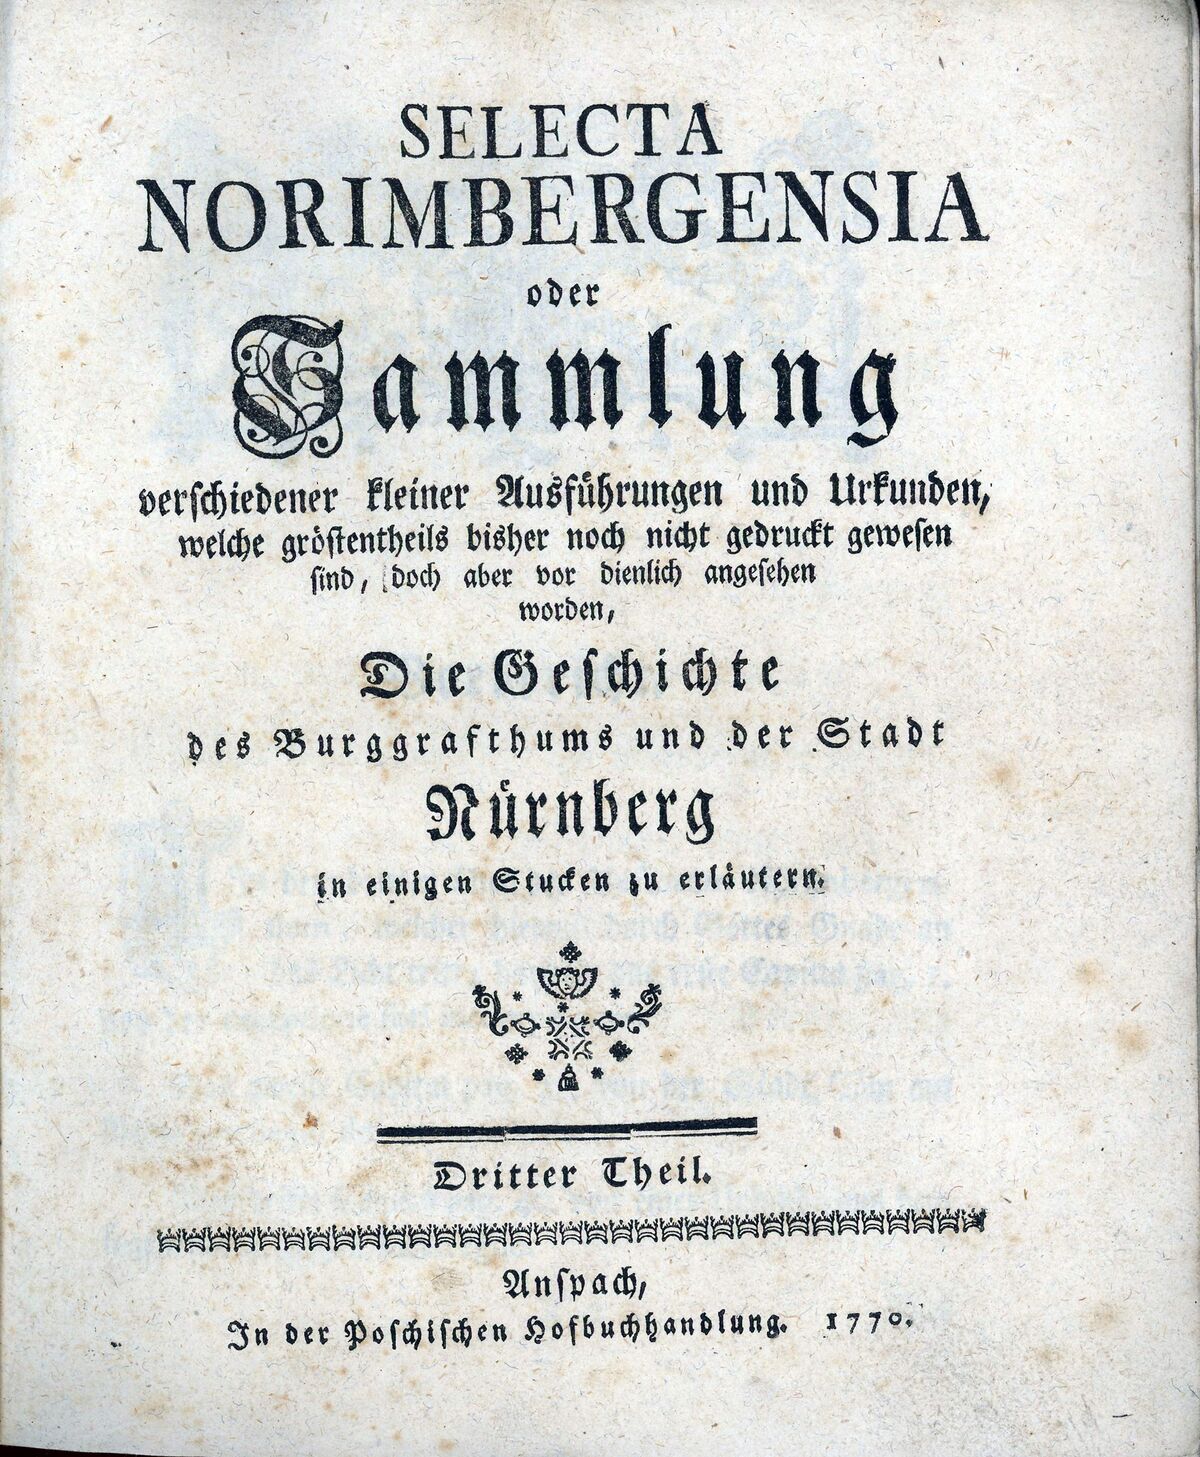 SELECTA
NORIMBERGENSIA
oder
Sammlung
verschiedener kleiner Ausführungen und Urkunden,
welche gröstentheils bisher noch nicht gedruckt gewesen
sind, doch aber vor dienlich angesehen
worden,
Die Geschichte
des Burggrafthums und der Stadt
Nürnberg
in einigen Stucken zu erläutern.
Dritter Theil.
Anspach,
In der Poschischen Hofbuchhandlung. 1770.